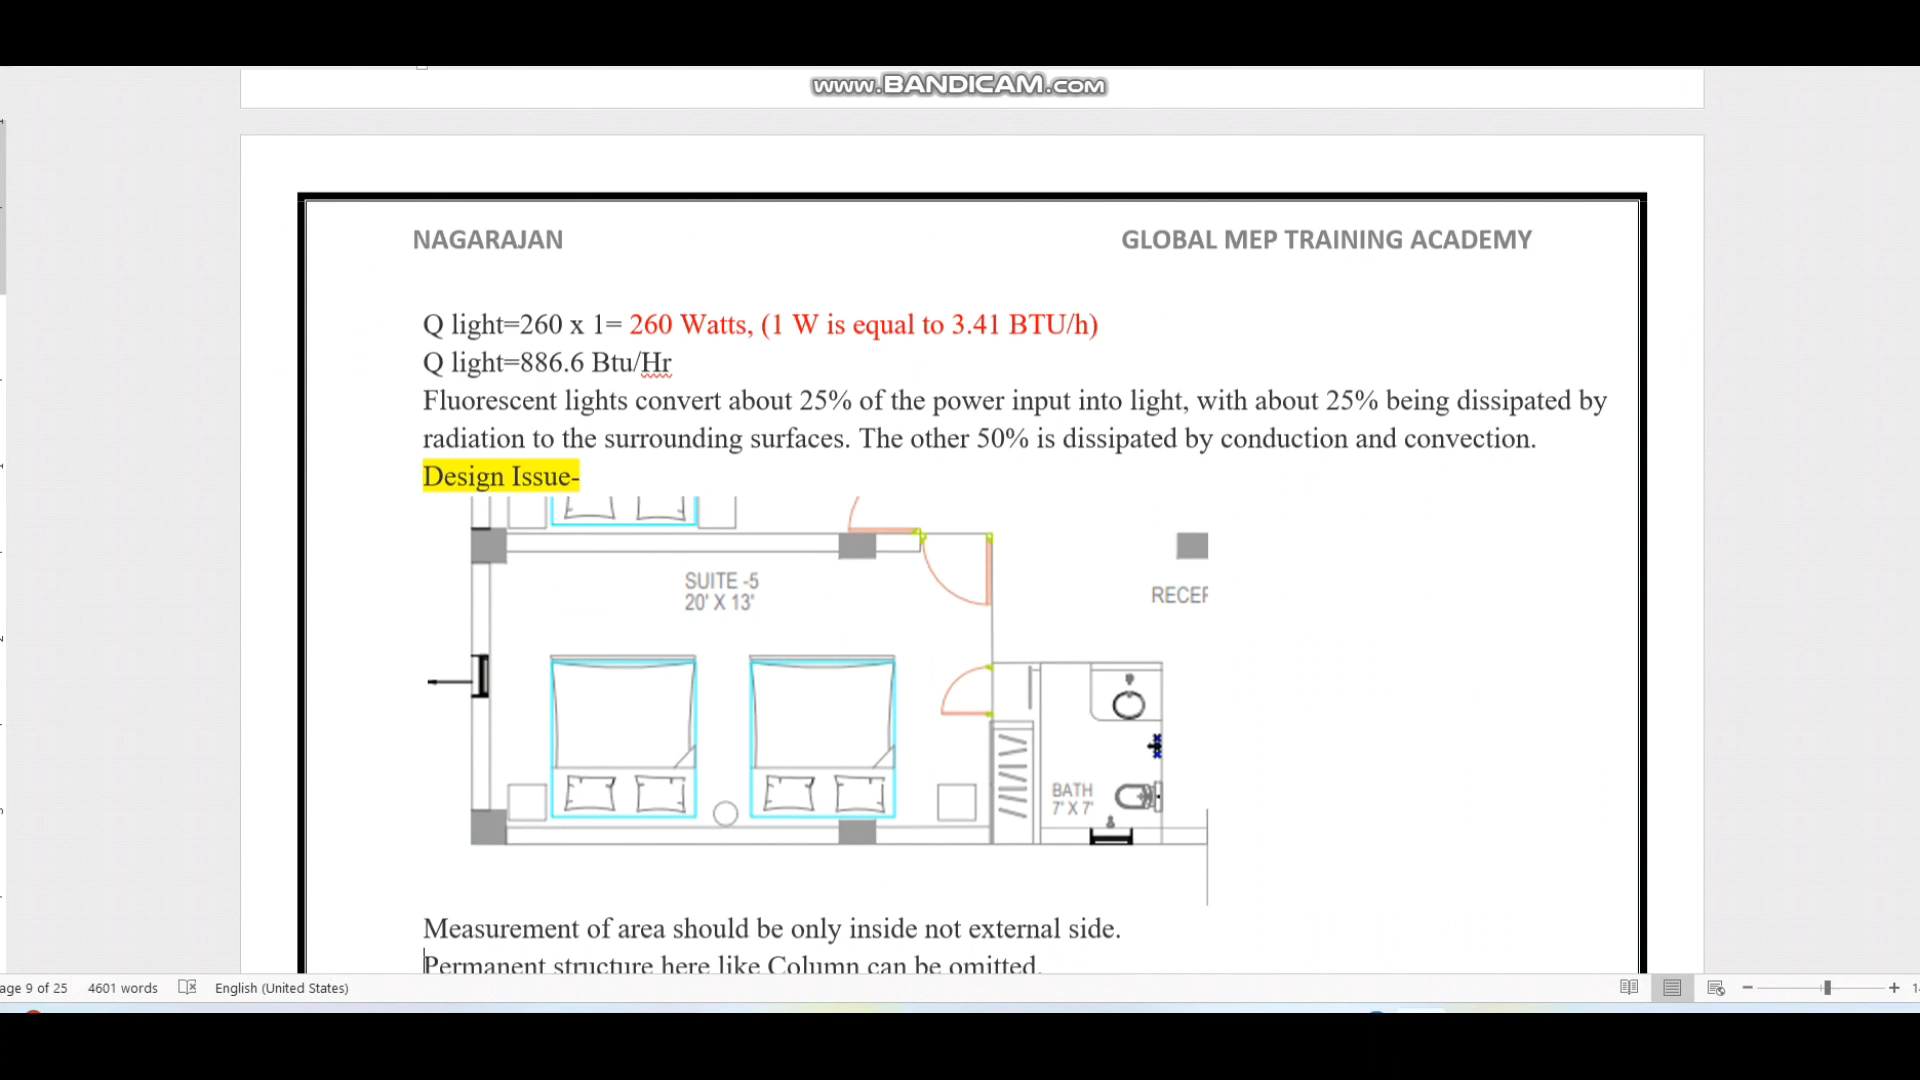 www.BANDICAM.com
NAGARAJAN GLOBAL MEP TRAINING ACADEMY
Q light=260 x 1= 260 Watts, (1 W is equal to 3.41 BTU/h)
Q light=886.6 Btu/Hr
Fluorescent lights convert about 25% of the power input into light, with about 25% being dissipated by
radiation to the surrounding surfaces. The other 50% is dissipated by conduction and convection.
Design Issue-
SUITE -5
20' X 13'
BATH
7' X 7'
Measurement of area should be only inside not external side.
Permanent structure here like Column can be omitted.
age 9 of 25 4601 words English (United States)